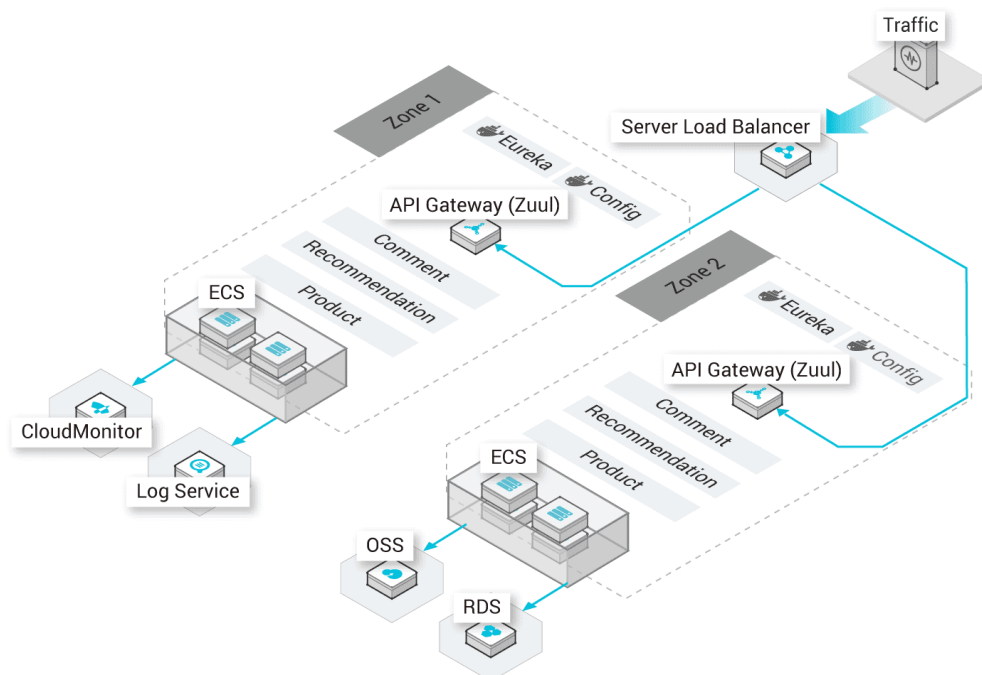 Traffic
Server Load Balancer
Zone 1
Eureka
Config
API Gateway (Zuul)
Comment
Recommendation
Product
ECS
CloudMonitor
Log Service
Zone 2
Eureka
Config
API Gateway (Zuul)
Comment
Recommendation
Product
ECS
OSS
RDS